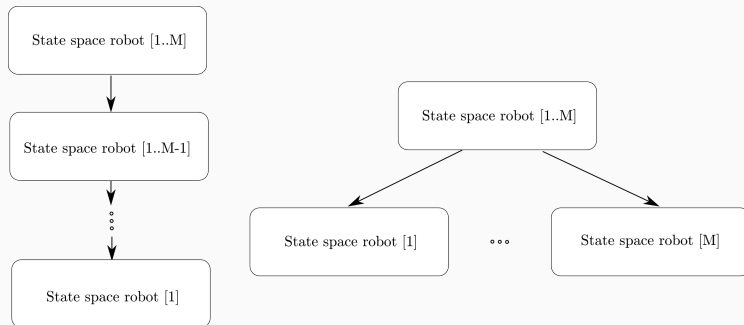 State space robot [1..M]
State space robot [1..M-1]
State space robot [1]
State space robot [1..M]
State space robot [1]
State space robot [M]